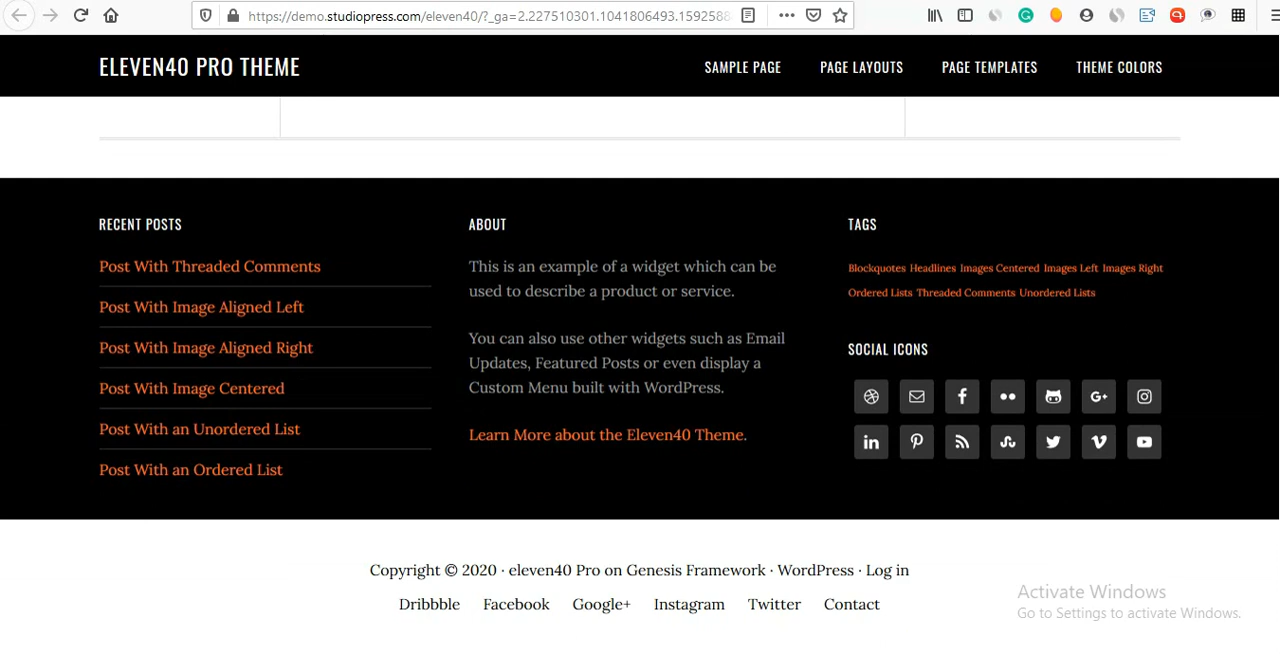 https://demo.studiopress.com/eleven40/?_ga=2.227510301.1041806493.159258
ELEVEN40 PRO THEME
SAMPLE PAGE
PAGE LAYOUTS
PAGE TEMPLATES
THEME COLORS
RECENT POSTS
Post With Threaded Comments
Post With Image Aligned Left
Post With Image Aligned Right
Post With Image Centered
Post With an Unordered List
Post With an Ordered List
ABOUT
This is an example of a widget which can be
used to describe a product or service.
You can also use other widgets such as Email
Updates, Featured Posts or even display a
Custom Menu built with WordPress.
Learn More about the Eleven40 Theme.
TAGS
Blockquotes Headlines Images Centered Images Left Images Right
Ordered Lists Threaded Comments Unordered Lists
SOCIAL ICONS
Copyright © 2020 · eleven40 Pro on Genesis Framework · WordPress · Log in
Dribbble Facebook Google+ Instagram Twitter Contact
Activate Windows
Go to Settings to activate Windows.